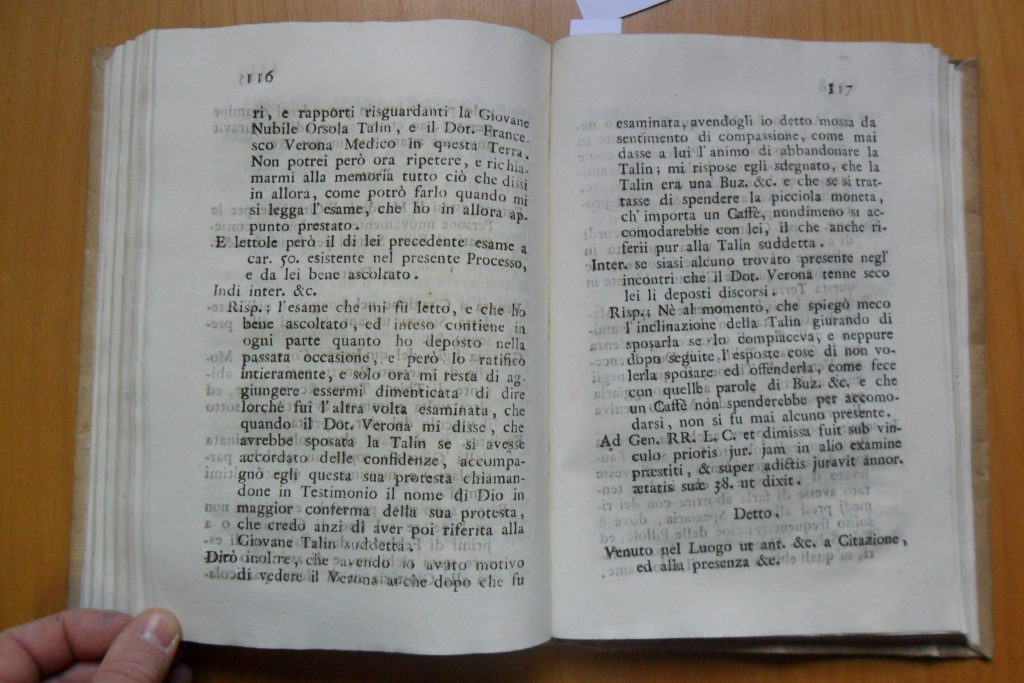 116
ri, e rapporti risguardanti la Giovane
Nubile Orsola Talin, e il Dot. France-
sco Verona Medico in questa Terra.
Non potrei però ora ripetere, e richia-
marmi alla memoria tutto ciò che dissi
in allora, come potrò farlo quando mi
si legga l'esame, che ho in allora ap-
punto prestato.
E lettole però il di lei precedente esame a
car. 50. esistente nel presente Processo,
e da lei bene ascoltato.
Indi inter. &c.
Risp.; l'esame che mi fù letto, e che ho
bene ascoltato, ed inteso contiene in
ogni parte quanto ho deposto nella
passata occasione, e però lo ratificò
intieramente, e solo ora mi resta di ag-
giungere essermi dimenticata di dire
lorchè fui l'altra volta esaminata, che
quando il Dot. Verona mi disse, che
avrebbe sposata la Talin se si avesse
accordato delle confidenze, accompa-
gnò egli questa sua protesta chiaman-
done in Testimonio il nome di Dio in
maggior conferma della sua protesta,
che credo anzi di aver poi riferita alla
Giovane Talin suddetta.
Dirò inoltre, che avendo io avuto motivo
di vedere il Verona anche dopo che fu
117
esaminata, avendogli io detto mossa da
sentimento di compassione, come mai
dasse a lui l'animo di abbandonare la
Talin; mi rispose egli sdegnato, che la
Talin era una Buz. &c. e che se si trat-
tasse di spendere la picciola moneta,
ch' importa un Caffè, nondimeno si ac-
comodarebbe con lei, il che anche ri-
ferii pur alla Talin suddetta.
Inter. se siasi alcuno trovato presente negl'
incontri che il Dot. Verona tenne seco
lei li deposti discorsi.
Risp.; Nè al momento, che spiegò meco
l'inclinazione della Talin giurando di
sposarla se lo compiaceva, e neppure
dopo seguite l'esposte cose di non vo-
lerla sposare ed offenderla, come fece
con quelle parole di Buz. &c. e che
un Caffè non spenderebbe per accomo-
darsi, non si fu mai alcuno presente.
Ad Gen. RR. L. C. et dimissa fuit sub vin-
culo prioris jur. jam in alio examine
præstiti, & super adictis juravit annor.
ætatis suæ 38. ut dixit.
Detto.
Venuto nel Luogo ut ant. &c. a Citazione,
ed alla presenza &c.